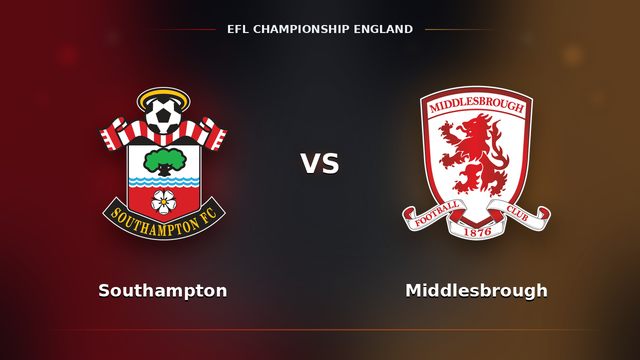 EFL CHAMPIONSHIP ENGLAND
SOUTHAMPTON FC
VS
MIDDLESBROUGH
FOOTBALL CLUB
1876
Southampton
Middlesbrough